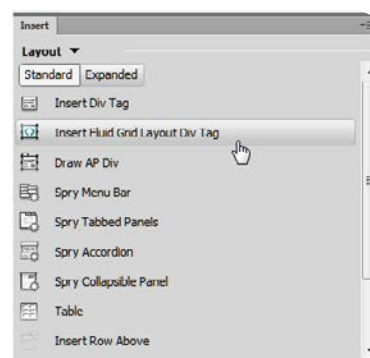 Insert
Layout
Standard Expanded
Insert Div Tag
Insert Fluid Grid Layout Div Tag
Draw AP Div
Spry Menu Bar
Spry Tabbed Panels
Spry Accordion
Spry Collapsible Panel
Table
Insert Row Above